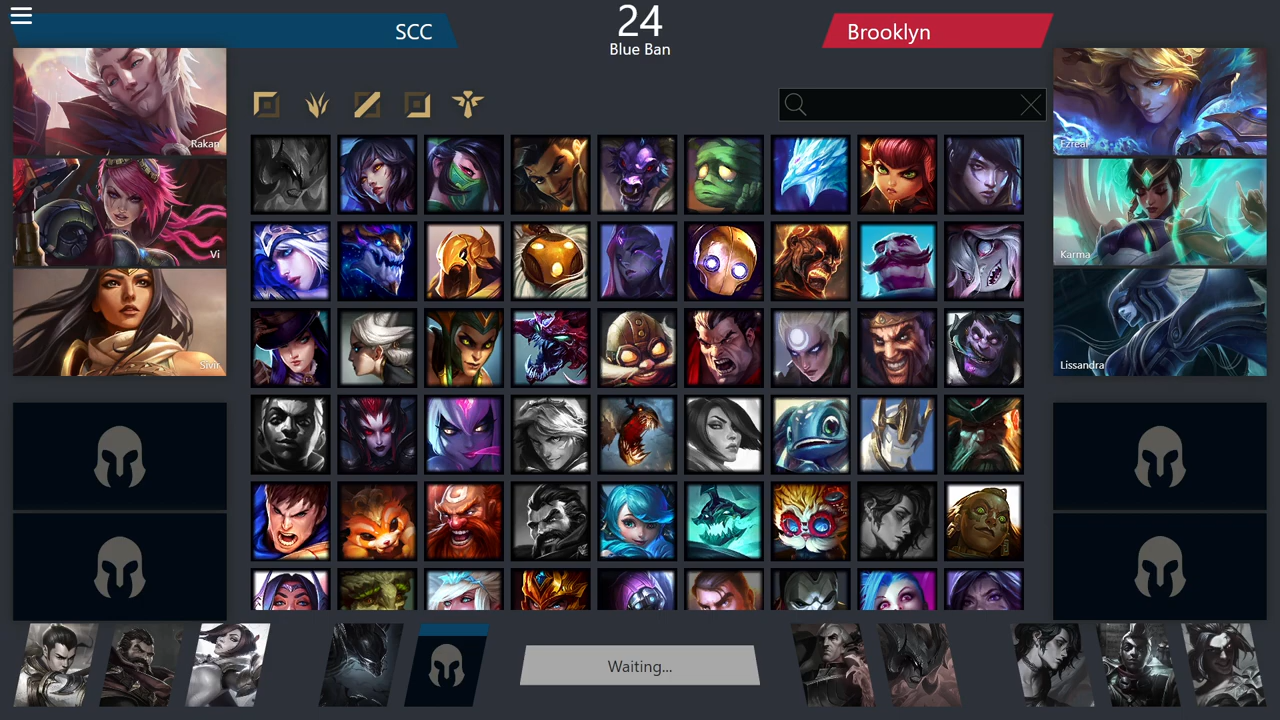 SCC
24
Blue Ban
Brooklyn
Rakan
Vi
Sivir
Ezreal
Karma
Lissandra
Waiting...